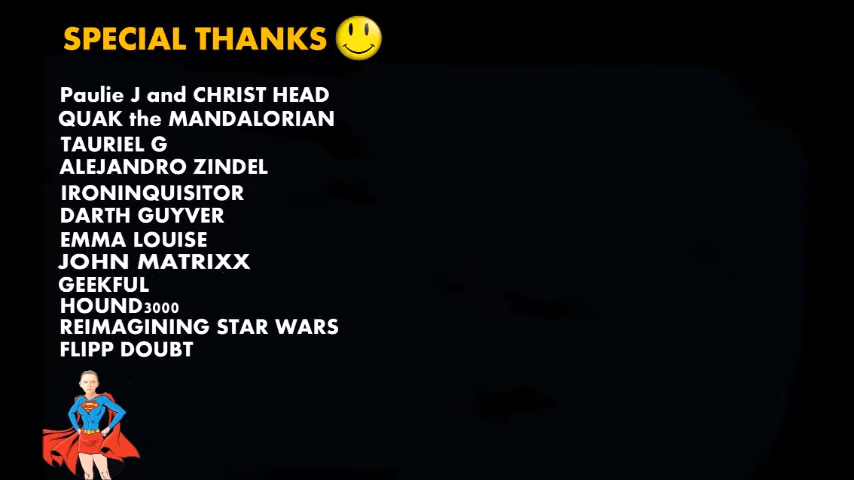 SPECIAL THANKS
Paulie J and CHRIST HEAD
QUAK the MANDALORIAN
TAURIEL G
ALEJANDRO ZINDEL
IRONINQUISITOR
DARTH GUYVER
EMMA LOUISE
JOHN MATRIXX
GEEKFUL
HOUND3000
REIMAGINING STAR WARS
FLIPP DOUBT